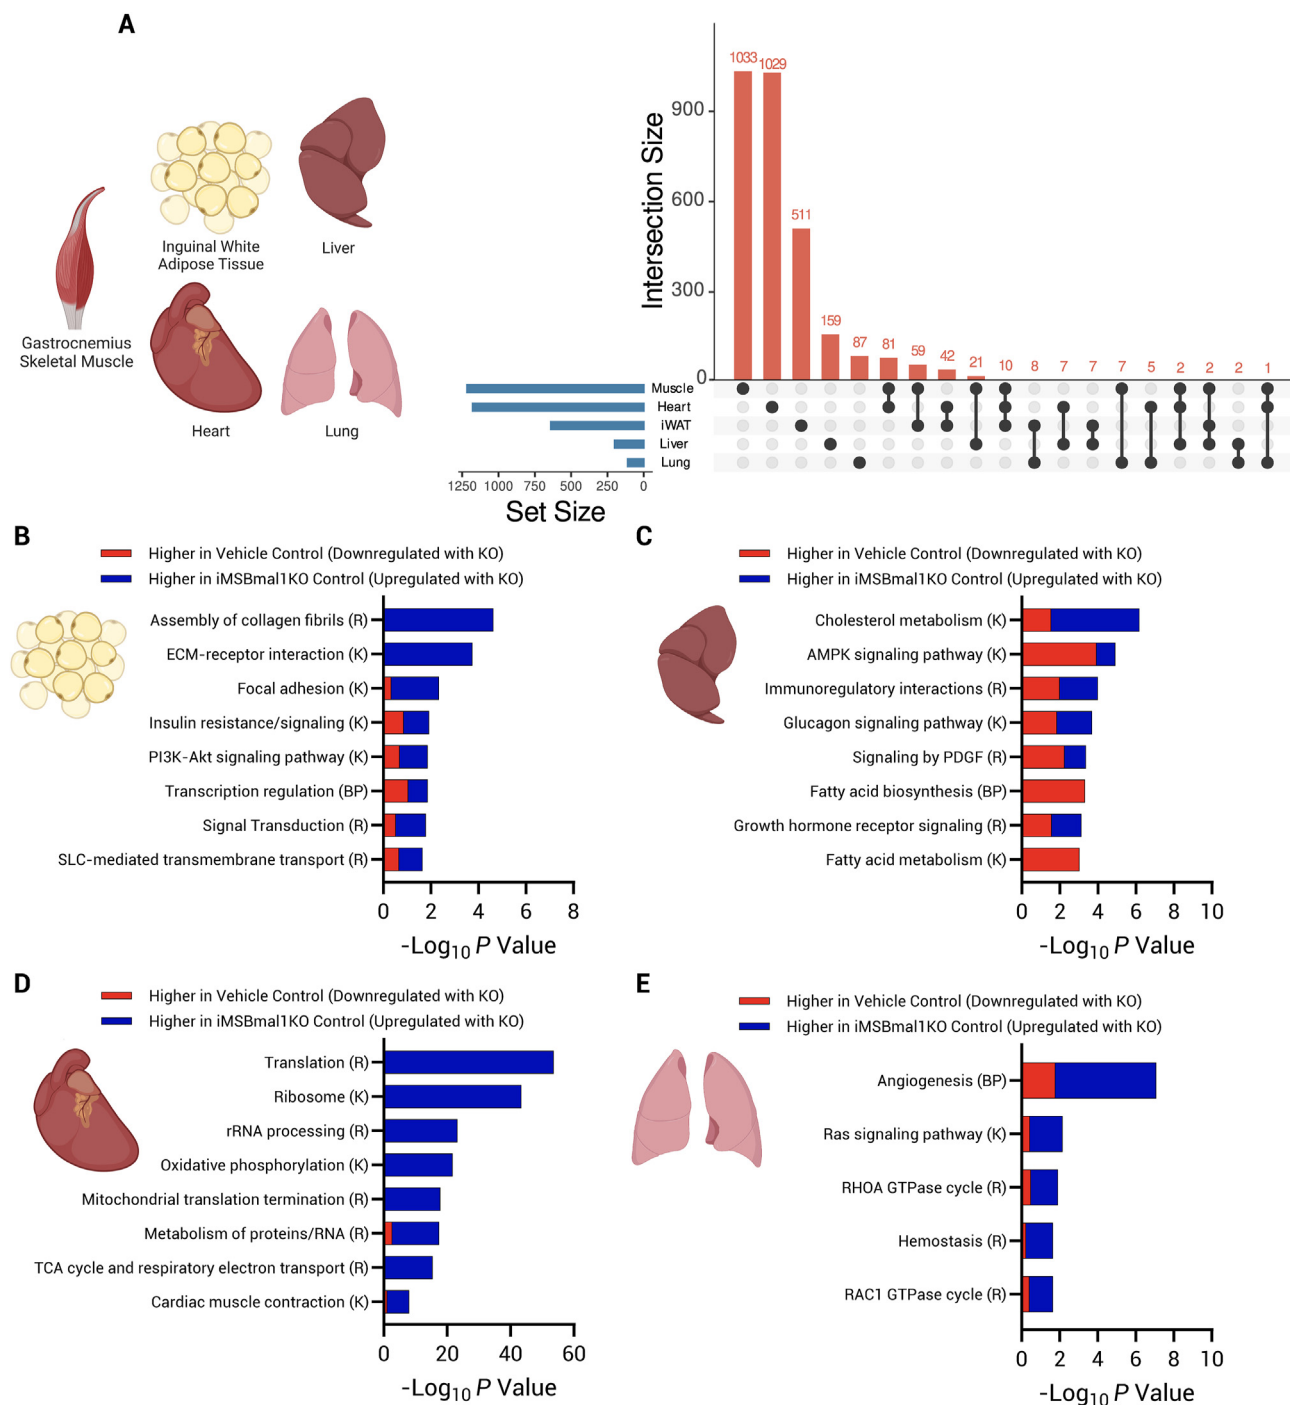 A
Inguinal White
Adipose Tissue
Liver
Gastrocnemius
Skeletal Muscle
Heart
Lung
Intersection Size
900
600
300
0
1033
1029
511
159
87
81
59
42
21
10
8
7
7
7
5
2
2
2
1
Muscle
Heart
iWAT
Liver
Lung
1250 1000 750 500 250 0
Set Size
B
Higher in Vehicle Control (Downregulated with KO)
Higher in iMSBmal1KO Control (Upregulated with KO)
Assembly of collagen fibrils (R)
ECM-receptor interaction (K)
Focal adhesion (K)
Insulin resistance/signaling (K)
PI3K-Akt signaling pathway (K)
Transcription regulation (BP)
Signal Transduction (R)
SLC-mediated transmembrane transport (R)
0 2 4 6 8
-Log10 P Value
C
Higher in Vehicle Control (Downregulated with KO)
Higher in iMSBmal1KO Control (Upregulated with KO)
Cholesterol metabolism (K)
AMPK signaling pathway (K)
Immunoregulatory interactions (R)
Glucagon signaling pathway (K)
Signaling by PDGF (R)
Fatty acid biosynthesis (BP)
Growth hormone receptor signaling (R)
Fatty acid metabolism (K)
0 2 4 6 8 10
-Log10 P Value
D
Higher in Vehicle Control (Downregulated with KO)
Higher in iMSBmal1KO Control (Upregulated with KO)
Translation (R)
Ribosome (K)
rRNA processing (R)
Oxidative phosphorylation (K)
Mitochondrial translation termination (R)
Metabolism of proteins/RNA (R)
TCA cycle and respiratory electron transport (R)
Cardiac muscle contraction (K)
0 20 40 60
-Log10 P Value
E
Higher in Vehicle Control (Downregulated with KO)
Higher in iMSBmal1KO Control (Upregulated with KO)
Angiogenesis (BP)
Ras signaling pathway (K)
RHOA GTPase cycle (R)
Hemostasis (R)
RAC1 GTPase cycle (R)
0 2 4 6 8 10
-Log10 P Value